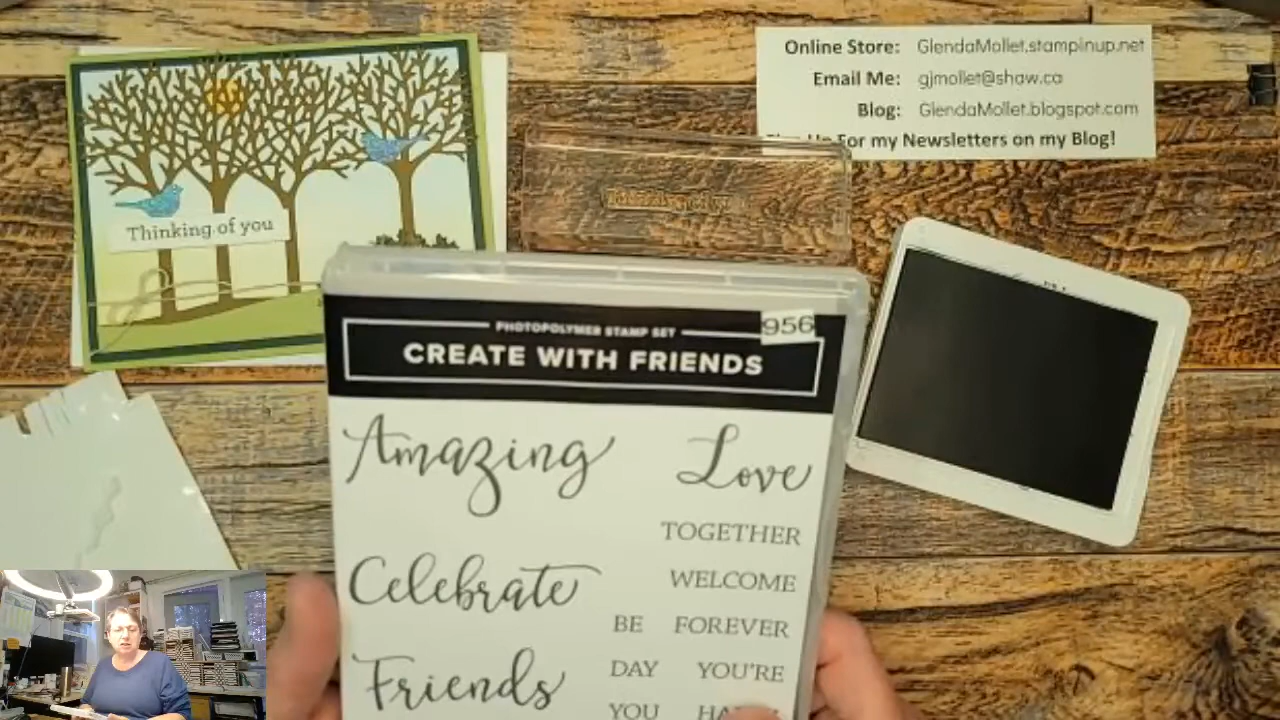 Online Store: GlendaMollet.stampinup.net
Email Me: gjmollet@shaw.ca
Blog: GlendaMollet.blogspot.com
Up For my Newsletters on my Blog!
Thinking of you
956
PHOTOPOLYMER STAMP SET
CREATE WITH FRIENDS
Amazing Love
TOGETHER
Celebrate WELCOME
BE FOREVER
Friends DAY YOU'RE
YOU